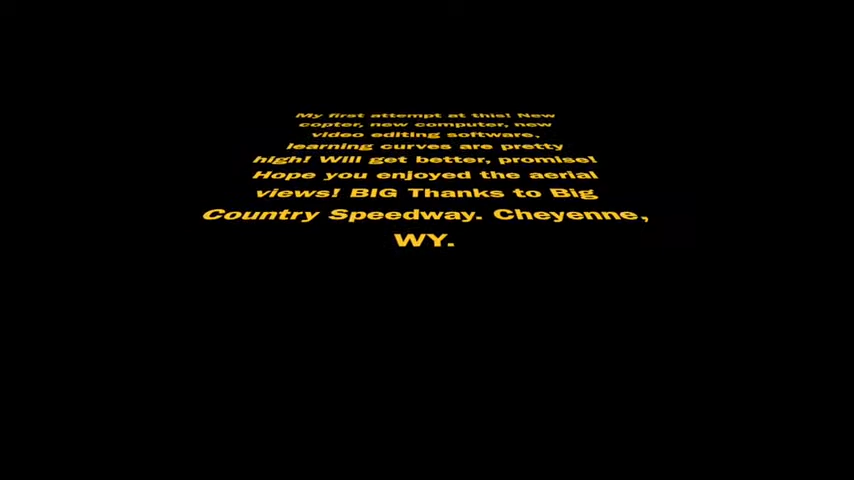 My first attempt at this! New
copter, new computer, new
video editing software,
learning curves are pretty
high! Will get better, promise!
Hope you enjoyed the aerial
views! BIG Thanks to Big
Country Speedway. Cheyenne,
WY.